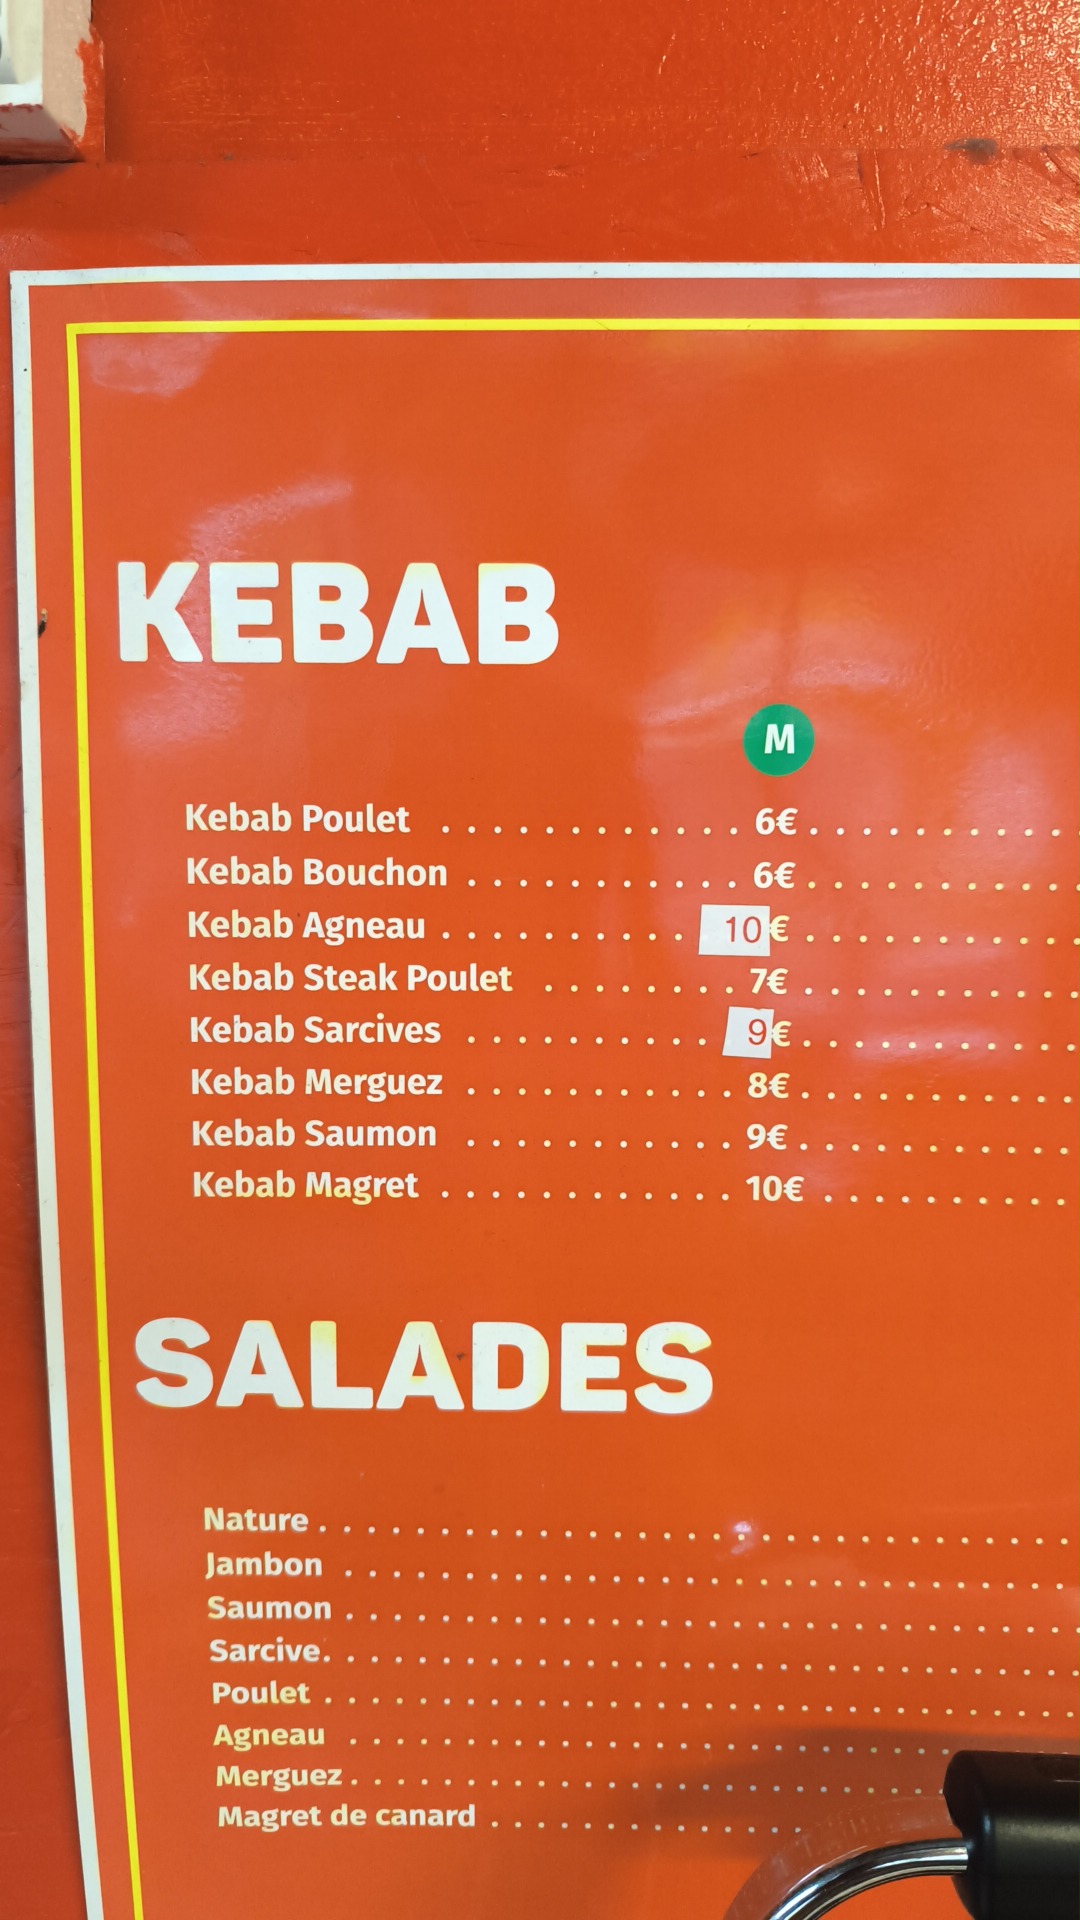 KEBAB
M
Kebab Poulet . . . . . . . . . . . . 6€ . . . . . . . . . . .
Kebab Bouchon . . . . . . . . . . . 6€ . . . . . . . . . . .
Kebab Agneau . . . . . . . . . . 10€ . . . . . . . . . . .
Kebab Steak Poulet . . . . . . . . 7€ . . . . . . . . . . .
Kebab Sarcives . . . . . . . . . . 9€ . . . . . . . . . . .
Kebab Merguez . . . . . . . . . . . 8€ . . . . . . . . . . .
Kebab Saumon . . . . . . . . . . . 9€ . . . . . . . . . . .
Kebab Magret . . . . . . . . . . . . 10€ . . . . . . . . . .
SALADES
Nature . . . . . . . . . . . . . . . . . . . . . . . . . . . . . . .
Jambon . . . . . . . . . . . . . . . . . . . . . . . . . . . . . .
Saumon . . . . . . . . . . . . . . . . . . . . . . . . . . . . . .
Sarcive. . . . . . . . . . . . . . . . . . . . . . . . . . . . . . .
Poulet . . . . . . . . . . . . . . . . . . . . . . . . . . . . . . .
Agneau . . . . . . . . . . . . . . . . . . . . . . . . .
Merguez . . . . . . . . . . . . . . . . . . . . . . . . .
Magret de canard . . . . . . . . . . . . .